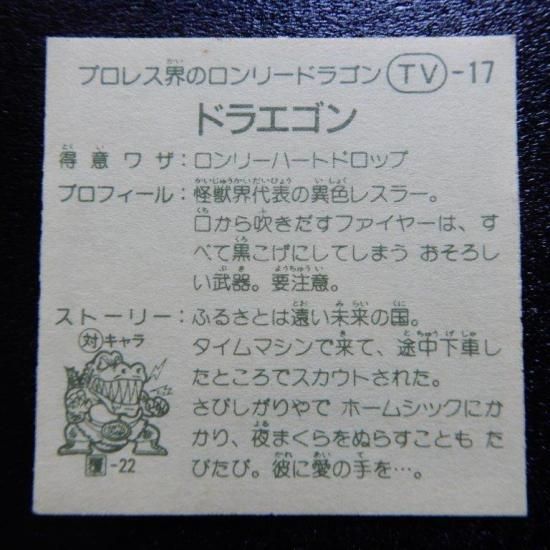 プロレス界のロンリードラゴン TV-17
ドラエゴン
得意ワザ:ロンリーハートドロップ
プロフィール:怪獣界代表の異色レスラー。
口から吹きだすファイヤーは、す
べて黒こげにしてしまう おそろし
い武器。要注意。
ストーリー:ふるさとは遠い未来の国。
対キャラ
タイムマシンで来て、途中下車し
たところでスカウトされた。
さびしがりやで ホームシックにか
かり、夜まくらをぬらすことも た
びたび。彼に愛の手を…。
-22